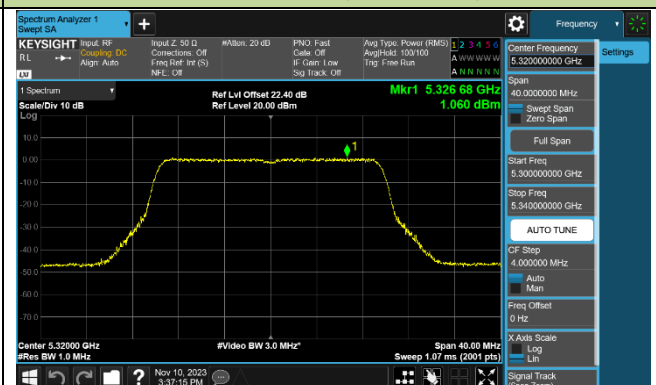 Spectrum Analyzer 1
Swept SA
+
Frequency
KEYSIGHT
RL
LXI
Input: RF
Coupling: DC
Align: Auto
Input Z: 50 Ω
Corrections: Off
Freq Ref: Int (S)
NFE: Off
#Atten: 20 dB
PNO: Fast
Gate: Off
IF Gain: Low
Sig Track: Off
Avg Type: Power (RMS)
Avg|Hold: 100/100
Trig: Free Run
1 2 3 4 5 6
A W W W W W
A N N N N N
1 Spectrum
Scale/Div 10 dB
Log
Ref Lvl Offset 22.40 dB
Ref Level 20.00 dBm
Mkr1 5.326 68 GHz
1.060 dBm
1
10.0
0.00
-10.0
-20.0
-30.0
-40.0
-50.0
-60.0
-70.0
Center 5.32000 GHz
#Res BW 1.0 MHz
#Video BW 3.0 MHz*
Span 40.00 MHz
Sweep 1.07 ms (2001 pts)
Nov 10, 2023
3:37:15 PM
?
Center Frequency
5.320000000 GHz
Settings
Span
40.0000000 MHz
Swept Span
Zero Span
Full Span
Start Freq
5.300000000 GHz
Stop Freq
5.340000000 GHz
AUTO TUNE
CF Step
4.000000 MHz
Auto
Man
Freq Offset
0 Hz
X Axis Scale
Log
Lin
Signal Track
(Span Zoom)